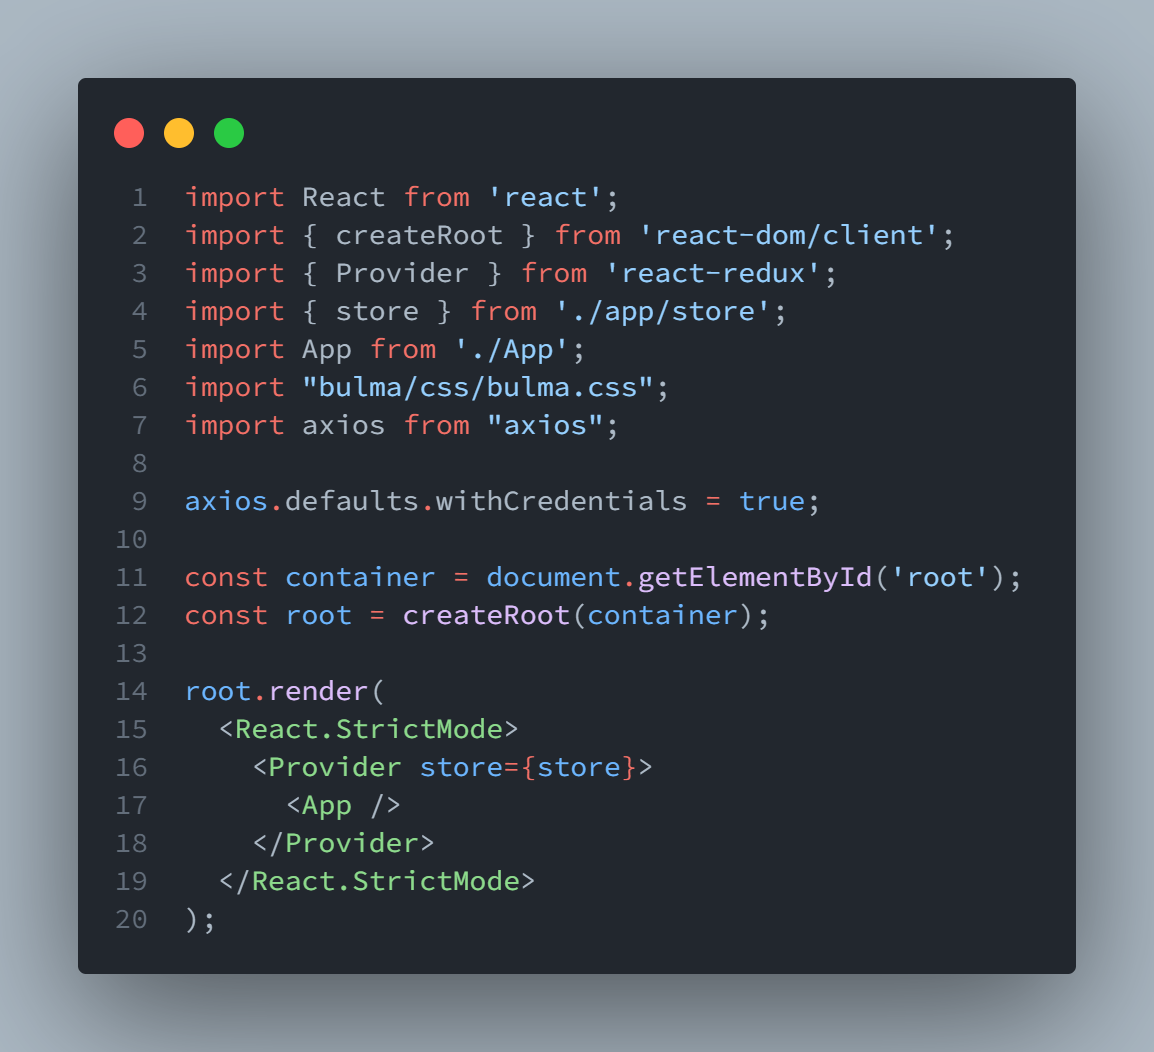 1 import React from 'react';
2 import { createRoot } from 'react-dom/client';
3 import { Provider } from 'react-redux';
4 import { store } from './app/store';
5 import App from './App';
6 import "bulma/css/bulma.css";
7 import axios from "axios";
8
9 axios.defaults.withCredentials = true;
10
11 const container = document.getElementById('root');
12 const root = createRoot(container);
13
14 root.render(
15   <React.StrictMode>
16     <Provider store={store}>
17       <App />
18     </Provider>
19   </React.StrictMode>
20 );